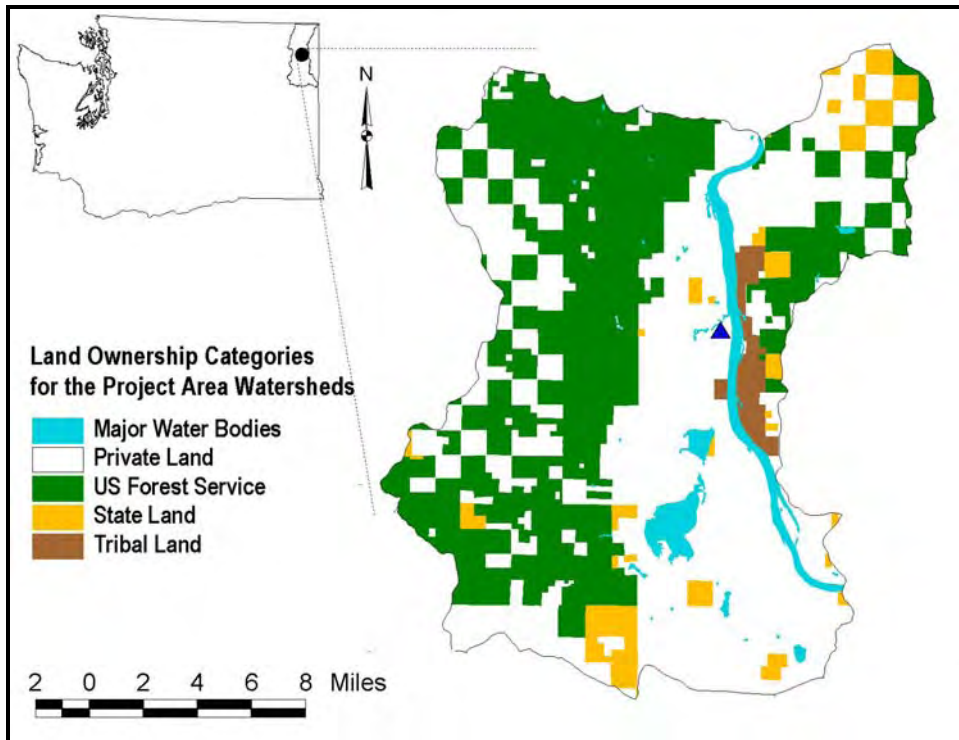 N
Land Ownership Categories
for the Project Area Watersheds
Major Water Bodies
Private Land
US Forest Service
State Land
Tribal Land
2 0 2 4 6 8 Miles